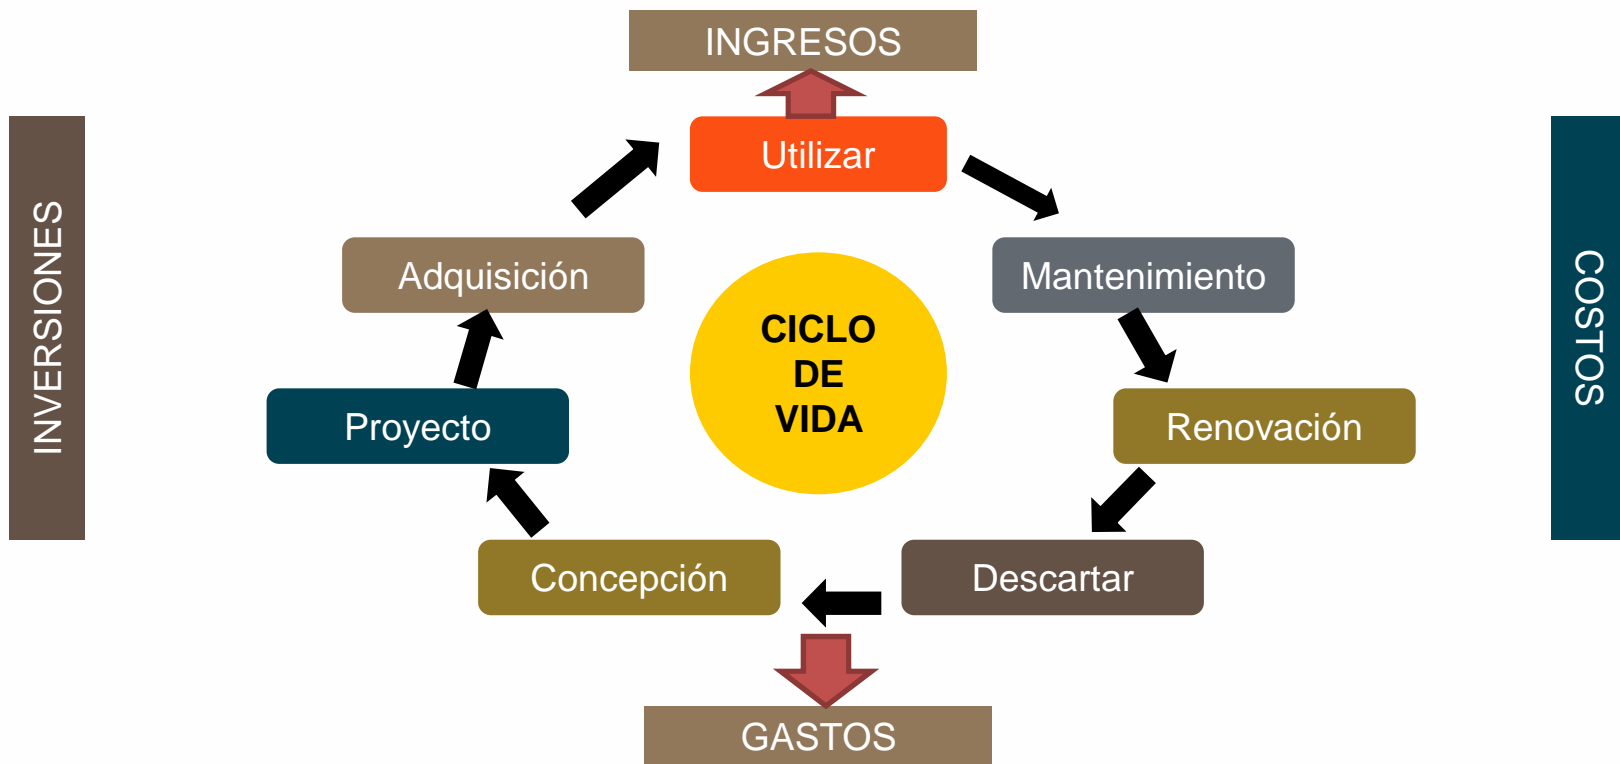 INGRESOS
Utilizar
INVERSIONES
Adquisición
Mantenimiento
COSTOS
CICLO
DE
VIDA
Proyecto
Renovación
Concepción
Descartar
GASTOS